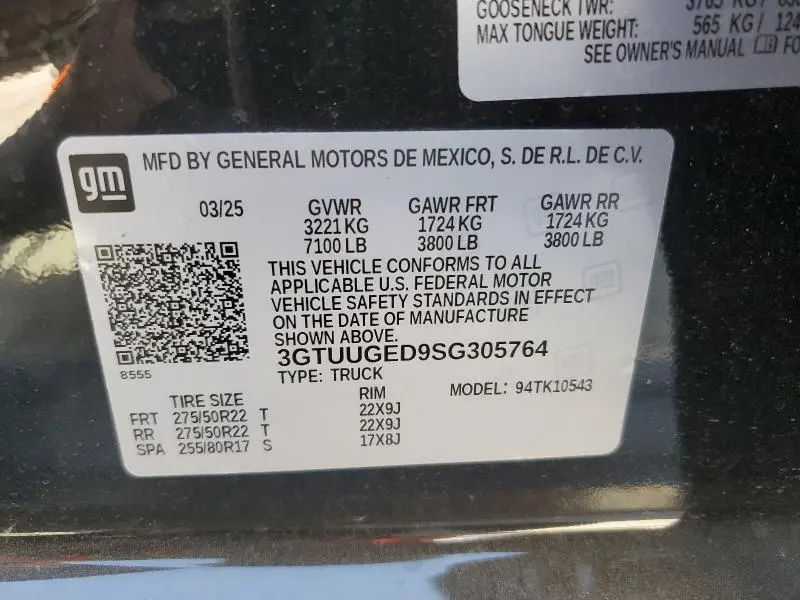 GOOSENECK TWR:
MAX TONGUE WEIGHT: 565 KG / 124
SEE OWNER'S MANUAL FO
gm
MFD BY GENERAL MOTORS DE MEXICO, S. DE R.L. DE C.V.
03/25 GVWR GAWR FRT GAWR RR
3221 KG 1724 KG 1724 KG
7100 LB 3800 LB 3800 LB
THIS VEHICLE CONFORMS TO ALL
APPLICABLE U.S. FEDERAL MOTOR
VEHICLE SAFETY STANDARDS IN EFFECT
ON THE DATE OF MANUFACTURE
SHOWN ABOVE.
3GTUUGED9SG305764
8555
TYPE: TRUCK MODEL: 94TK10543
TIRE SIZE RIM
FRT 275/50R22 T 22X9J
RR 275/50R22 T 22X9J
SPA 255/80R17 S 17X8J